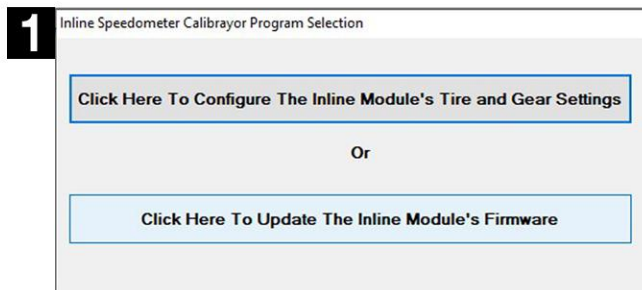 1
Inline Speedometer Calibrayor Program Selection
Click Here To Configure The Inline Module's Tire and Gear Settings
Or
Click Here To Update The Inline Module's Firmware